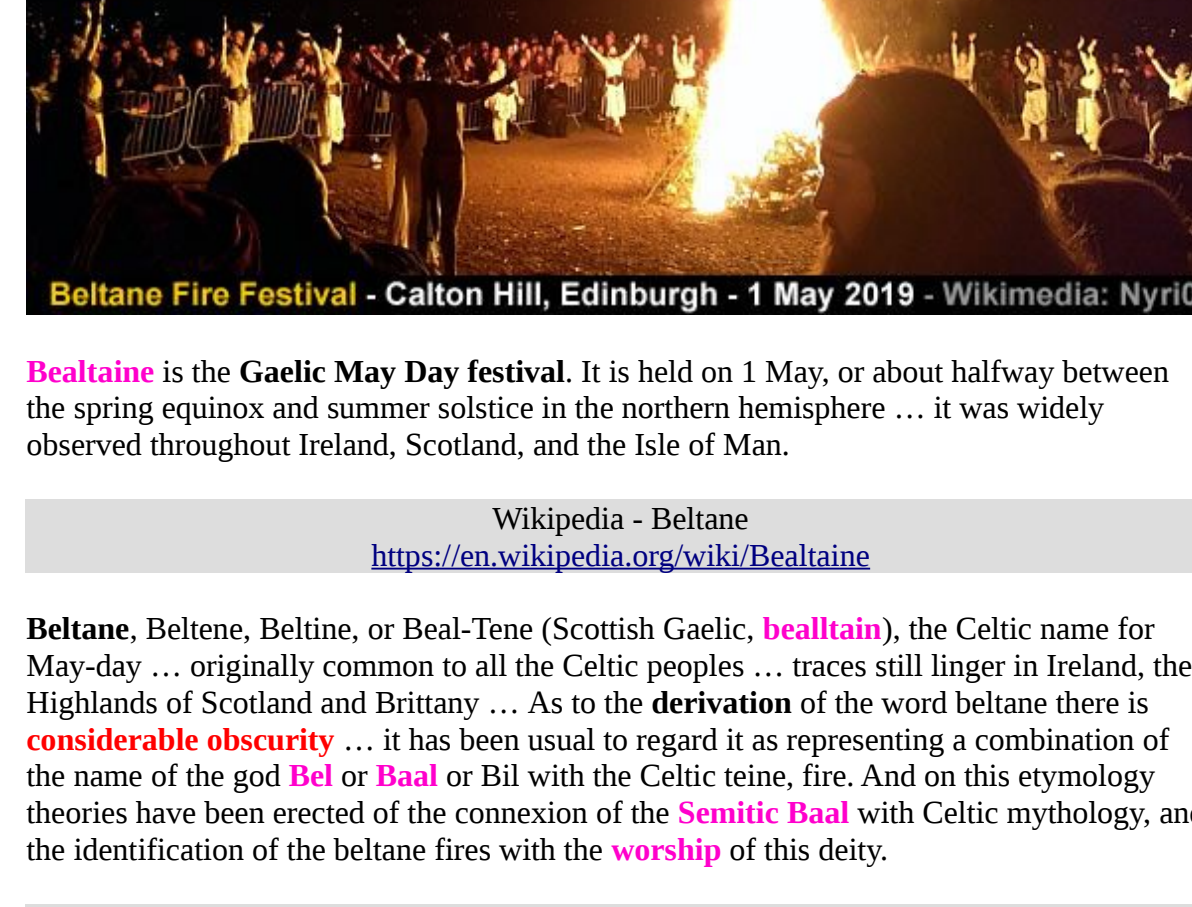 Beltane Fire Festival - Calton Hill, Edinburgh - 1 May 2019 - Wikimedia:
Bealtaine is the Gaelic May Day festival. It is held on 1 May, or about halfway between
the spring equinox and summer solstice in the northern hemisphere … it was widely
observed throughout Ireland, Scotland, and the Isle of Man.
Wikipedia - Beltane
https://en.wikipedia.org/wiki/Bealtaine
Beltane, Beltene, Beltine, or Beal-Tene (Scottish Gaelic, bealltain), the Celtic name for
May-day … originally common to all the Celtic peoples … traces still linger in Ireland, the
Highlands of Scotland and Brittany … As to the derivation of the word beltane there is
considerable obscurity … it has been usual to regard it as representing a combination of
the name of the god Bel or Baal or Bil with the Celtic teine, fire. And on this etymology
theories have been erected of the connexion of the Semitic Baal with Celtic mythology, and
the identification of the beltane fires with the worship of this deity.